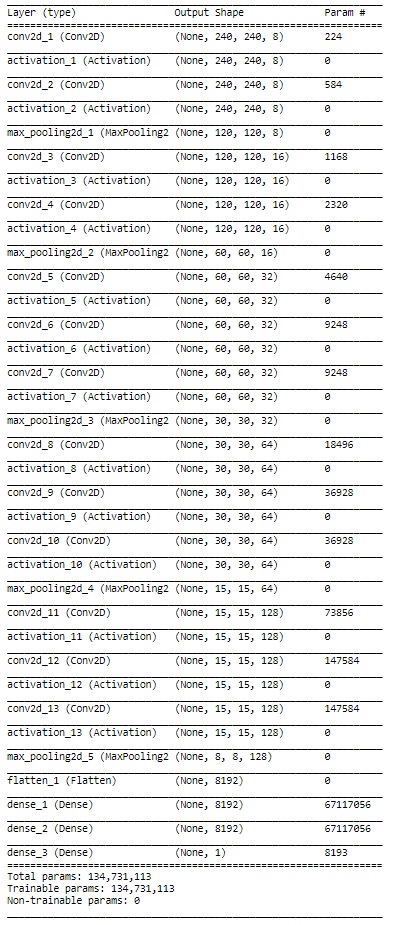 Layer (type) Output Shape Param #
conv2d_1 (Conv2D) (None, 240, 240, 8) 224
activation_1 (Activation) (None, 240, 240, 8) 0
conv2d_2 (Conv2D) (None, 240, 240, 8) 584
activation_2 (Activation) (None, 240, 240, 8) 0
max_pooling2d_1 (MaxPooling2 (None, 120, 120, 8) 0
conv2d_3 (Conv2D) (None, 120, 120, 16) 1168
activation_3 (Activation) (None, 120, 120, 16) 0
conv2d_4 (Conv2D) (None, 120, 120, 16) 2320
activation_4 (Activation) (None, 120, 120, 16) 0
max_pooling2d_2 (MaxPooling2 (None, 60, 60, 16) 0
conv2d_5 (Conv2D) (None, 60, 60, 32) 4640
activation_5 (Activation) (None, 60, 60, 32) 0
conv2d_6 (Conv2D) (None, 60, 60, 32) 9248
activation_6 (Activation) (None, 60, 60, 32) 0
conv2d_7 (Conv2D) (None, 60, 60, 32) 9248
activation_7 (Activation) (None, 60, 60, 32) 0
max_pooling2d_3 (MaxPooling2 (None, 30, 30, 32) 0
conv2d_8 (Conv2D) (None, 30, 30, 64) 18496
activation_8 (Activation) (None, 30, 30, 64) 0
conv2d_9 (Conv2D) (None, 30, 30, 64) 36928
activation_9 (Activation) (None, 30, 30, 64) 0
conv2d_10 (Conv2D) (None, 30, 30, 64) 36928
activation_10 (Activation) (None, 30, 30, 64) 0
max_pooling2d_4 (MaxPooling2 (None, 15, 15, 64) 0
conv2d_11 (Conv2D) (None, 15, 15, 128) 73856
activation_11 (Activation) (None, 15, 15, 128) 0
conv2d_12 (Conv2D) (None, 15, 15, 128) 147584
activation_12 (Activation) (None, 15, 15, 128) 0
conv2d_13 (Conv2D) (None, 15, 15, 128) 147584
activation_13 (Activation) (None, 15, 15, 128) 0
max_pooling2d_5 (MaxPooling2 (None, 8, 8, 128) 0
flatten_1 (Flatten) (None, 8192) 0
dense_1 (Dense) (None, 8192) 67117056
dense_2 (Dense) (None, 8192) 67117056
dense_3 (Dense) (None, 1) 8193
Total params: 134,731,113
Trainable params: 134,731,113
Non-trainable params: 0